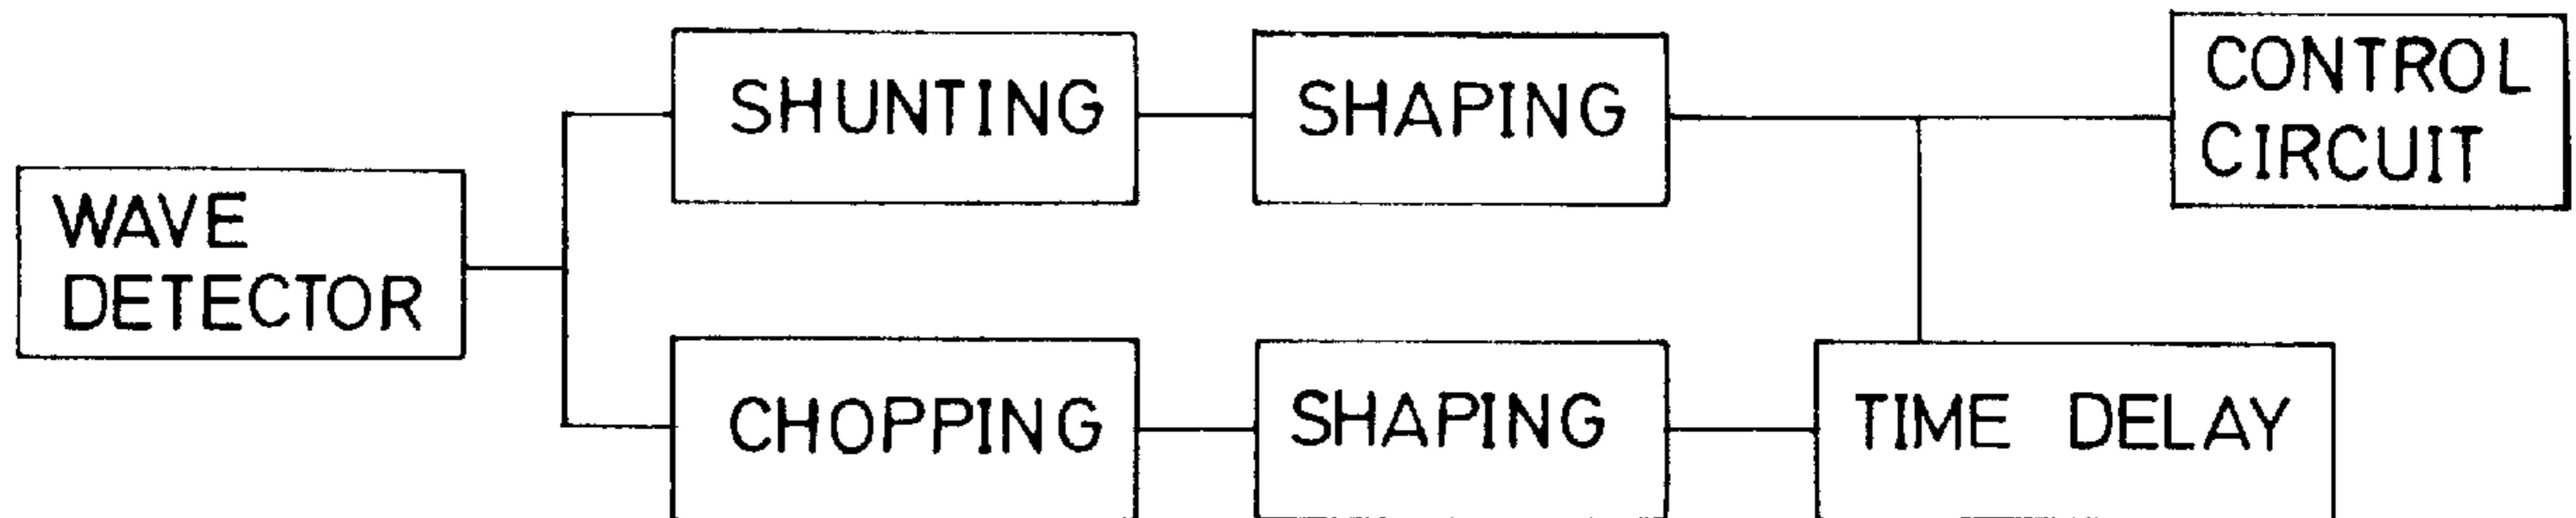 SHUNTING
SHAPING
CONTROL
CIRCUIT
WAVE
DETECTOR
CHOPPING
SHAPING
TIME DELAY